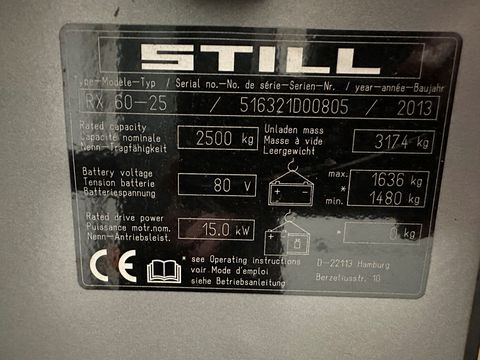 STILL
Type-Modèle-Typ / Serial no.-No. de série-Serien-Nr. / year-année-Baujahr
RX 60-25 / 516321D00805 / 2013
Rated capacity
Capacité nominale
Nenn-Tragfähigkeit
2500 kg
Unladen mass
Masse à vide
Leergewicht
3174 kg
Battery voltage
Tension batterie
Batteriespannung
80 V
max. 1636 kg
*
min. 1480 kg
Rated drive power
Puissance motr.nom.
Nenn-Antriebsleist.
15.0 kW
* 0 kg
CE
* see Operating instructions
voir Mode d'emploi
siehe Betriebsanleitung
D-22113 Hamburg
Berzeliusstr. 10